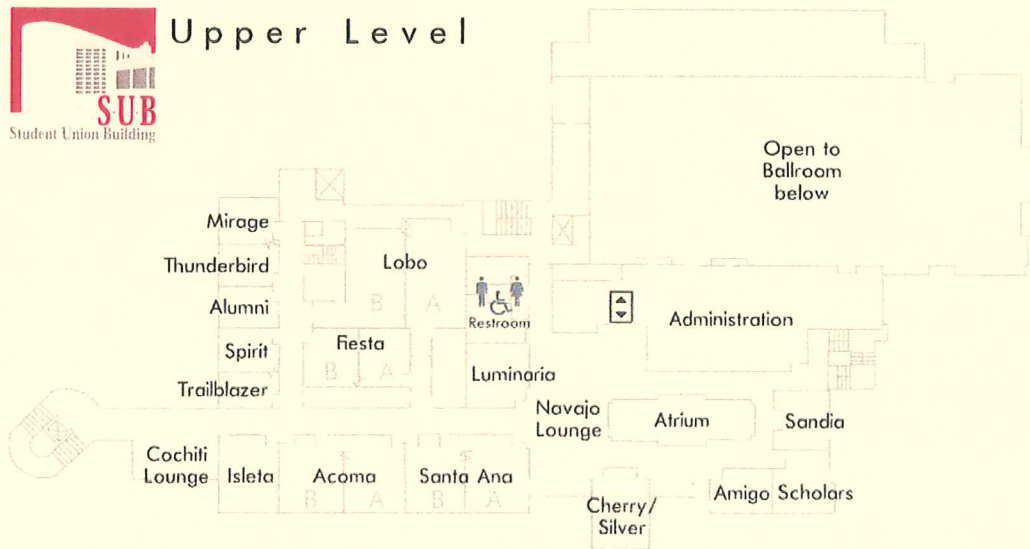 Upper Level
S·U·B
Student Union Building
Open to
Ballroom
below
Mirage
Thunderbird
Alumni
Spirit
Trailblazer
Lobo
B A
Restroom
Fiesta
B A
Luminaria
Administration
Navajo
Lounge
Atrium
Sandia
Cochiti
Lounge
Isleta
Acoma
B A
Santa Ana
B A
Cherry/
Silver
Amigo
Scholars